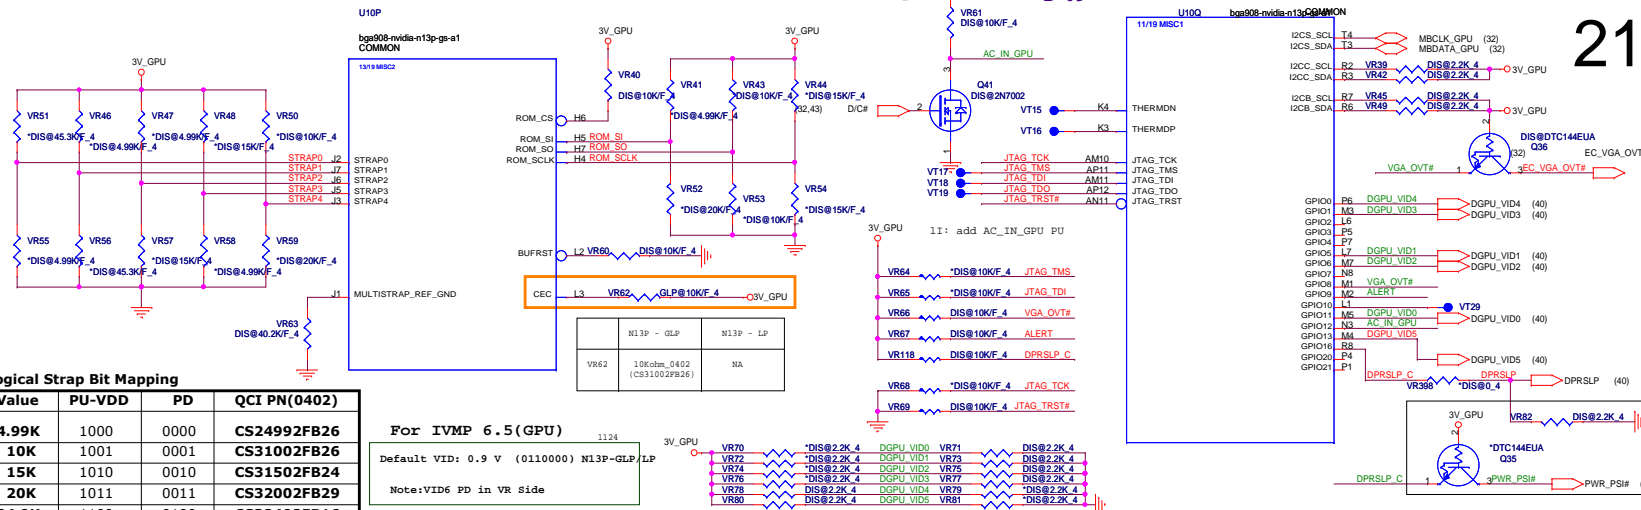 U10P
bga908-nvidia-n13p-gs-a1
COMMON
13/19 MISC2
3V_GPU
VR51
*DIS@45.3K/F_4
VR46
*DIS@4.99K/F_4
VR47
*DIS@4.99K/F_4
VR48
*DIS@15K/F_4
VR50
*DIS@10K/F_4
STRAP0 J2 STRAP0
STRAP1 J7 STRAP1
STRAP2 J6 STRAP2
STRAP3 J5 STRAP3
STRAP4 J3 STRAP4
VR55
*DIS@4.99K/F_4
VR56
*DIS@45.3K/F_4
VR57
*DIS@15K/F_4
VR58
*DIS@4.99K/F_4
VR59
*DIS@20K/F_4
J1 MULTISTRAP_REF_GND
VR63
DIS@40.2K/F_4
3V_GPU
VR40
DIS@10K/F_4
ROM_CS H6
ROM_SI H5 ROM_SI
ROM_SO H7 ROM_SO
ROM_SCLK H4 ROM_SCLK
3V_GPU
VR41
*DIS@4.99K/F_4
VR43
*DIS@10K/F_4
VR44
*DIS@15K/F_4
VR52
*DIS@20K/F_4
VR53
*DIS@10K/F_4
VR54
*DIS@15K/F_4
BUFRST L2 VR60 DIS@10K/F_4
CEC L3 VR62 GLP@10K/F_4 3V_GPU
N13P - GLP N13P - LP
VR62 10Kohm_0402 NA
(CS31002FB26)
ogical Strap Bit Mapping
Value PU-VDD PD QCI PN(0402)
4.99K 1000 0000 CS24992FB26
10K 1001 0001 CS31002FB26
15K 1010 0010 CS31502FB24
20K 1011 0011 CS32002FB29
For IVMP 6.5(GPU)
1124
Default VID: 0.9 V (0110000) N13P-GLP/LP
Note:VID6 PD in VR Side
VR61
DIS@10K/F_4
AC_IN_GPU
3
Q41
DIS@2N7002
(32,43) D/C# 2
1
U10Q
bga908-nvidia-n13p-gs-a1
COMMON
11/19 MISC1
21
VT15 K4 THERMDN
VT16 K3 THERMDP
JTAG_TCK AM10 JTAG_TCK
VT17 JTAG_TMS AP11 JTAG_TMS
VT18 JTAG_TDI AM11 JTAG_TDI
VT19 JTAG_TDO AP12 JTAG_TDO
JTAG_TRST# AN11 JTAG_TRST
1I: add AC_IN_GPU PU
3V_GPU
VR64 *DIS@10K/F_4 JTAG_TMS
VR65 *DIS@10K/F_4 JTAG_TDI
VR66 DIS@10K/F_4 VGA_OVT#
VR67 DIS@10K/F_4 ALERT
VR118 DIS@10K/F_4 DPRSLP_C
VR68 *DIS@10K/F_4 JTAG_TCK
VR69 DIS@10K/F_4 JTAG_TRST#
3V_GPU
VR70 *DIS@2.2K_4 DGPU_VID0 VR71 DIS@2.2K_4
VR72 *DIS@2.2K_4 DGPU_VID1 VR73 DIS@2.2K_4
VR74 *DIS@2.2K_4 DGPU_VID2 VR75 DIS@2.2K_4
VR76 *DIS@2.2K_4 DGPU_VID3 VR77 DIS@2.2K_4
VR78 DIS@2.2K_4 DGPU_VID4 VR79 *DIS@2.2K_4
VR80 DIS@2.2K_4 DGPU_VID5 VR81 *DIS@2.2K_4
I2CS_SCL T4 MBCLK_GPU (32)
I2CS_SDA T3 MBDATA_GPU (32)
I2CC_SCL R2 VR39 DIS@2.2K_4
I2CC_SDA R3 VR42 DIS@2.2K_4 3V_GPU
I2CB_SCL R7 VR45 DIS@2.2K_4
I2CB_SDA R6 VR49 DIS@2.2K_4 3V_GPU
2
DIS@DTC144EUA
Q36
(32) EC_VGA_OVT
VGA_OVT# 1 3 EC_VGA_OVT#
GPIO0 P6 DGPU_VID4 DGPU_VID4 (40)
GPIO1 M3 DGPU_VID3 DGPU_VID3 (40)
GPIO2 L6
GPIO3 P5
GPIO4 P7
GPIO5 L7 DGPU_VID1 DGPU_VID1 (40)
GPIO6 M7 DGPU_VID2 DGPU_VID2 (40)
GPIO7 N8
GPIO8 M1 VGA_OVT#
GPIO9 M2 ALERT
GPIO10 L1 VT29
GPIO11 M5 DGPU_VID0 DGPU_VID0 (40)
GPIO12 N3 AC_IN_GPU
GPIO13 M4 DGPU_VID5 DGPU_VID5 (40)
GPIO16 R8
GPIO20 P4
GPIO21 P1
DPRSLP_C VR398 *DIS@0_4 DPRSLP DPRSLP (40)
3V_GPU
VR82 DIS@2.2K_4
2
*DTC144EUA
Q35
DPRSLP_C 1 3 PWR_PSI# PWR_PSI# (